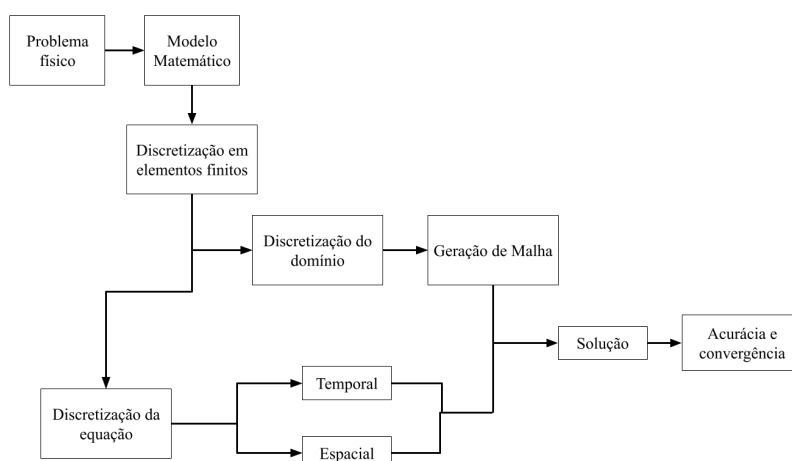 Problema
físico
Modelo
Matemático
Discretização em
elementos finitos
Discretização do
domínio
Geração de Malha
Solução
Acurácia e
convergência
Temporal
Discretização da
equação
Espacial